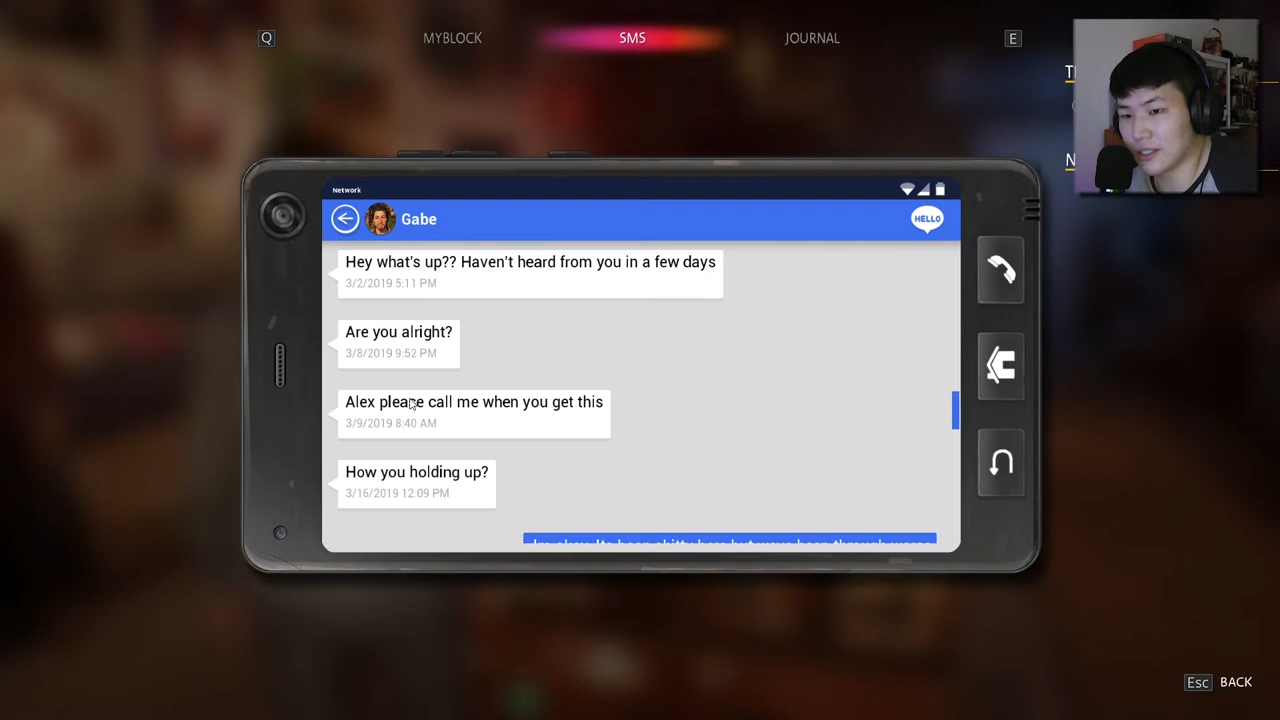 Q
MYBLOCK
SMS
JOURNAL
E
Network
Gabe
HELLO
Hey what's up?? Haven't heard from you in a few days
3/2/2019 5:11 PM
Are you alright?
3/8/2019 9:52 PM
Alex please call me when you get this
3/9/2019 8:40 AM
How you holding up?
3/16/2019 12:09 PM
Esc BACK